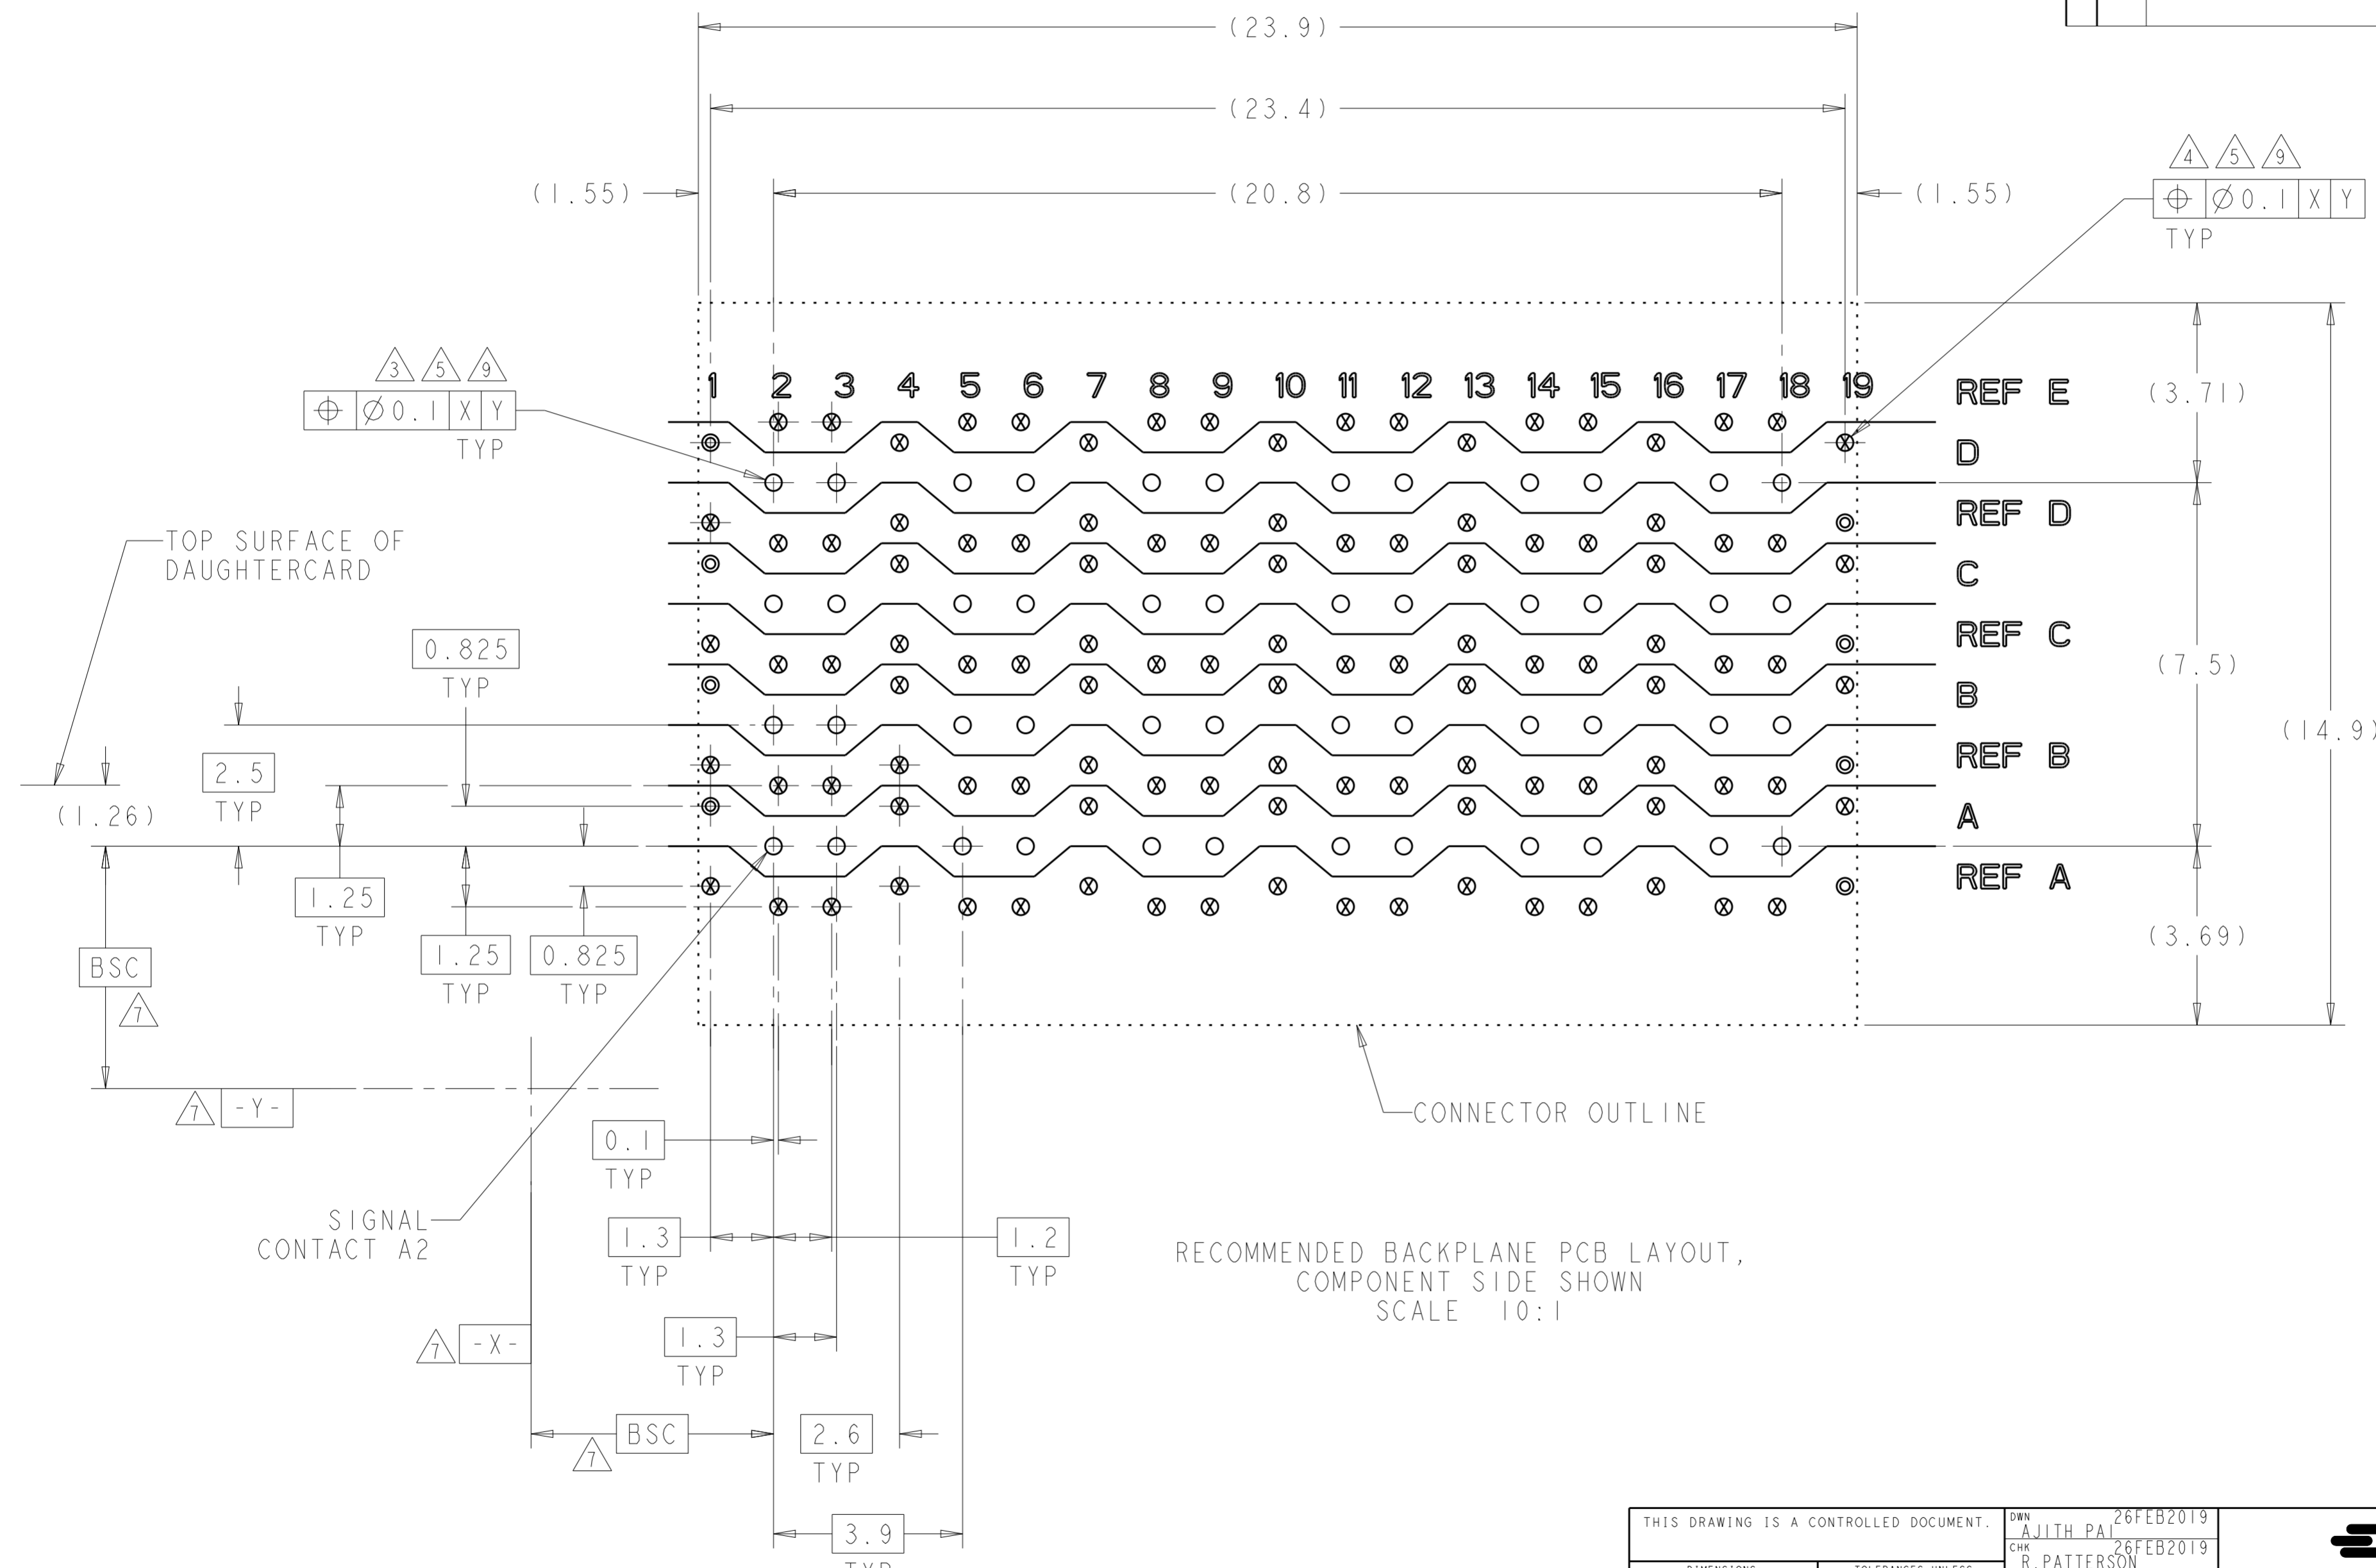 (23.9)
(23.4)
(1.55)
(20.8)
(1.55)
4 5 9
⌖ Ø0.1 X Y
TYP
3 5 9
⌖ Ø0.1 X Y
TYP
1 2 3 4 5 6 7 8 9 10 11 12 13 14 15 16 17 18 19
REF E
D
REF D
C
REF C
B
REF B
A
REF A
(3.71)
(7.5)
(14.9)
(3.69)
TOP SURFACE OF
DAUGHTERCARD
0.825
TYP
2.5
TYP
(1.26)
1.25
TYP
1.25
TYP
0.825
TYP
BSC
7
7 -Y-
CONNECTOR OUTLINE
0.1
TYP
SIGNAL
CONTACT A2
1.3
TYP
1.2
TYP
RECOMMENDED BACKPLANE PCB LAYOUT,
COMPONENT SIDE SHOWN
SCALE 10:1
7 -X-
1.3
TYP
BSC
7
2.6
TYP
3.9
TYP
THIS DRAWING IS A CONTROLLED DOCUMENT.
DWN 26FEB2019
AJITH PAI
CHK 26FEB2019
R.PATTERSON